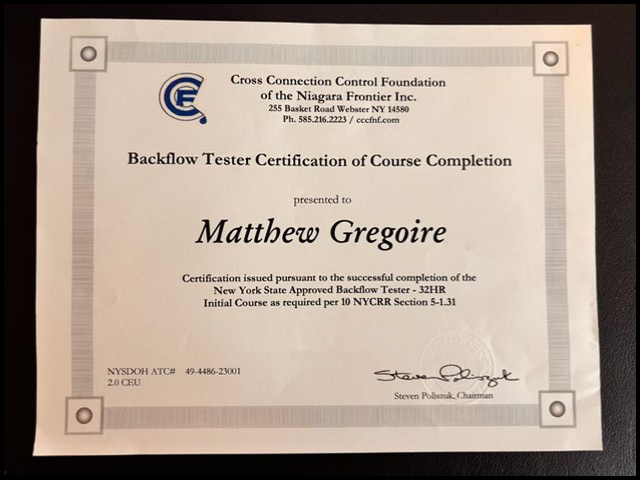 Cross Connection Control Foundation
of the Niagara Frontier Inc.
255 Basket Road Webster NY 14580
Ph. 585.216.2223 / cccfnf.com
Backflow Tester Certification of Course Completion
presented to
Matthew Gregoire
Certification issued pursuant to the successful completion of the
New York State Approved Backflow Tester - 32HR
Initial Course as required per 10 NYCRR Section 5-1.31
NYSDOH ATC# 49-4486-23001
2.0 CEU
Steven Poliszuk
Steven Poliszuk, Chairman